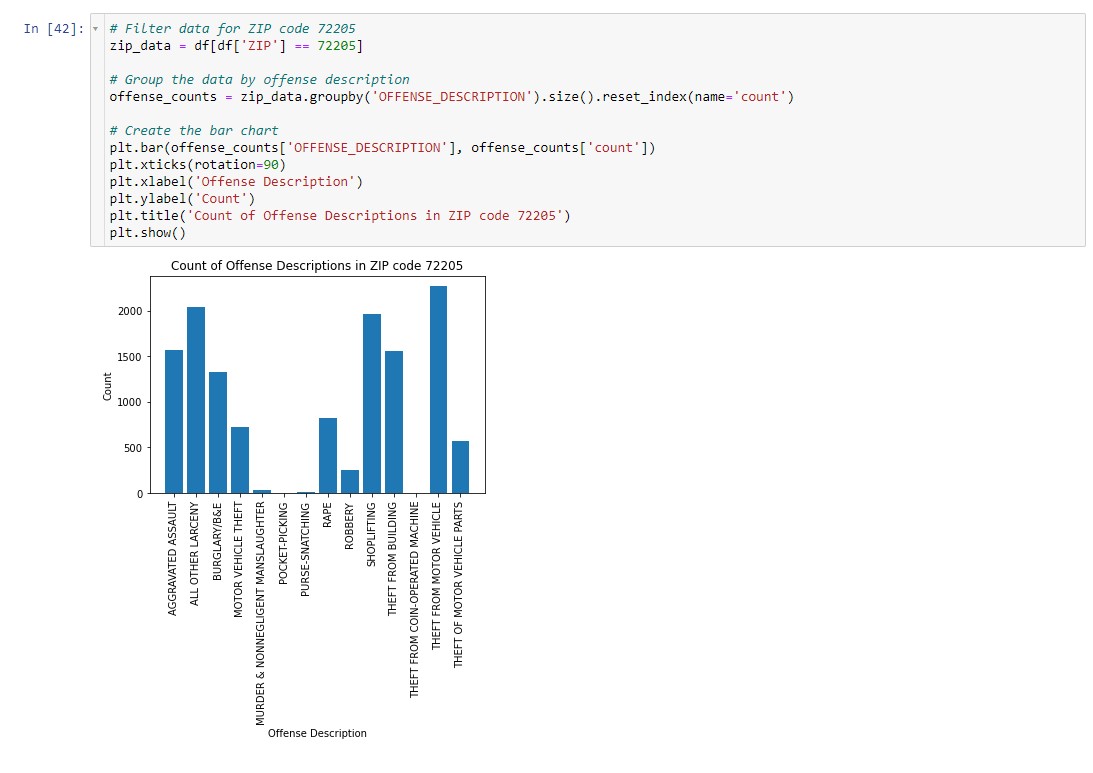 In [42]:
# Filter data for ZIP code 72205
zip_data = df[df['ZIP'] == 72205]
# Group the data by offense description
offense_counts = zip_data.groupby('OFFENSE_DESCRIPTION').size().reset_index(name='count')
# Create the bar chart
plt.bar(offense_counts['OFFENSE_DESCRIPTION'], offense_counts['count'])
plt.xticks(rotation=90)
plt.xlabel('Offense Description')
plt.ylabel('Count')
plt.title('Count of Offense Descriptions in ZIP code 72205')
plt.show()
Count of Offense Descriptions in ZIP code 72205
Count
2000
1500
1000
500
0
AGGRAVATED ASSAULT
ALL OTHER LARCENY
BURGLARY/B&E
MOTOR VEHICLE THEFT
MURDER & NONNEGLIGENT MANSLAUGHTER
POCKET-PICKING
PURSE-SNATCHING
RAPE
ROBBERY
SHOPLIFTING
THEFT FROM BUILDING
THEFT FROM COIN-OPERATED MACHINE
THEFT FROM MOTOR VEHICLE
THEFT OF MOTOR VEHICLE PARTS
Offense Description